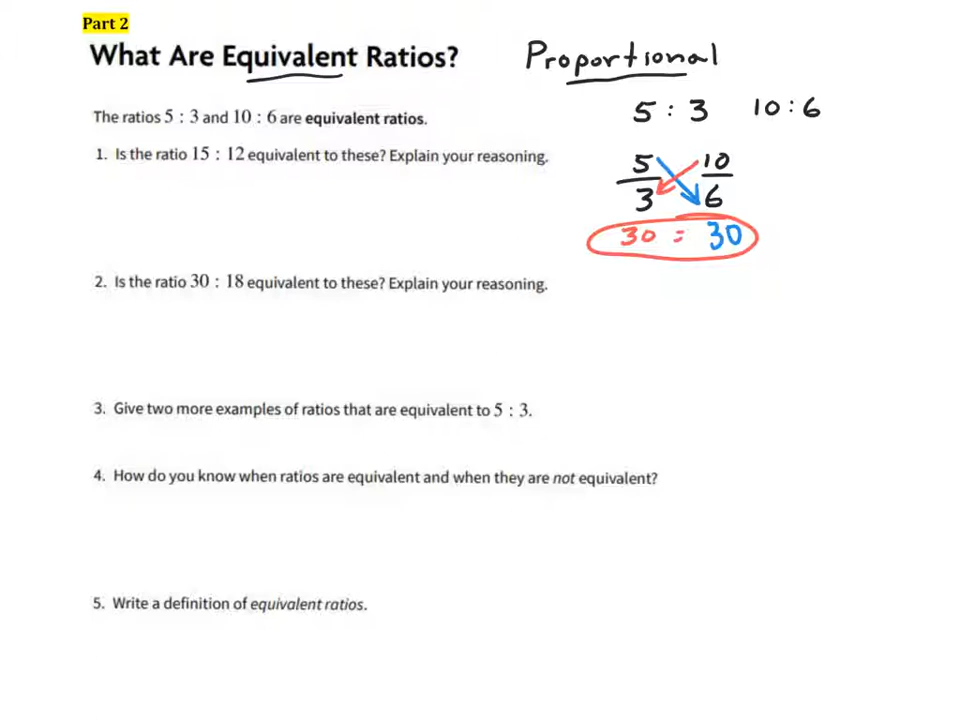 Part 2
What Are Equivalent Ratios?
Proportional
5 : 3 10 : 6
The ratios 5 : 3 and 10 : 6 are equivalent ratios.
1. Is the ratio 15 : 12 equivalent to these? Explain your reasoning.
5 10
3 6
30 = 30
2. Is the ratio 30 : 18 equivalent to these? Explain your reasoning.
3. Give two more examples of ratios that are equivalent to 5 : 3.
4. How do you know when ratios are equivalent and when they are not equivalent?
5. Write a definition of equivalent ratios.